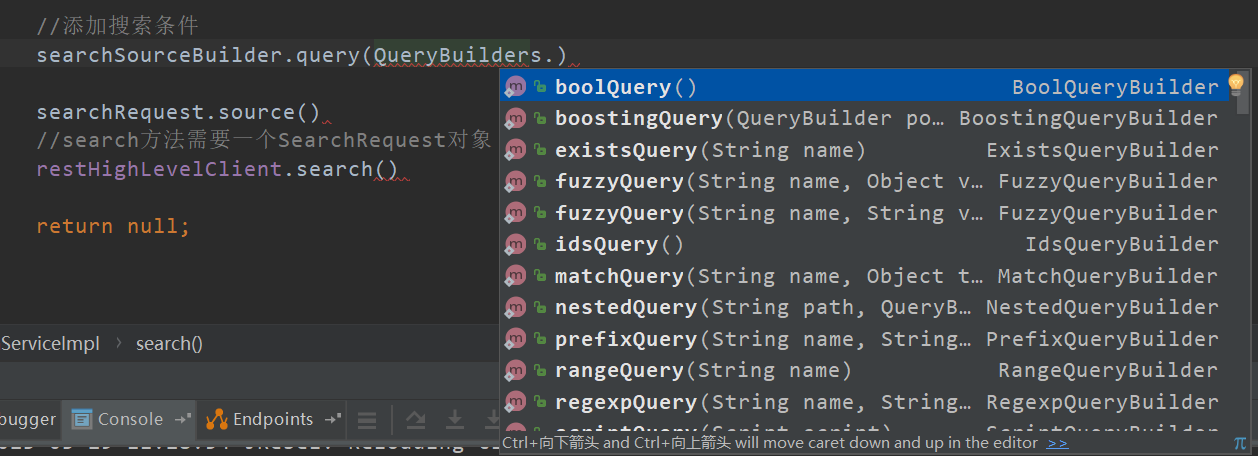 //添加搜索条件
searchSourceBuilder.query(QueryBuilders.)
boolQuery() BoolQueryBuilder
searchRequest.source()
boostingQuery(QueryBuilder po… BoostingQueryBuilder
//search方法需要一个SearchRequest对象
existsQuery(String name) ExistsQueryBuilder
restHighLevelClient.search()
fuzzyQuery(String name, Object v… FuzzyQueryBuilder
fuzzyQuery(String name, String v… FuzzyQueryBuilder
return null;
idsQuery() IdsQueryBuilder
matchQuery(String name, Object t… MatchQueryBuilder
nestedQuery(String path, QueryB… NestedQueryBuilder
ServiceImpl › search()
prefixQuery(String name, String… PrefixQueryBuilder
rangeQuery(String name) RangeQueryBuilder
regexpQuery(String name, String… RegexpQueryBuilder
bugger Console Endpoints
Ctrl+向下箭头 and Ctrl+向上箭头 will move caret down and up in the editor >> π